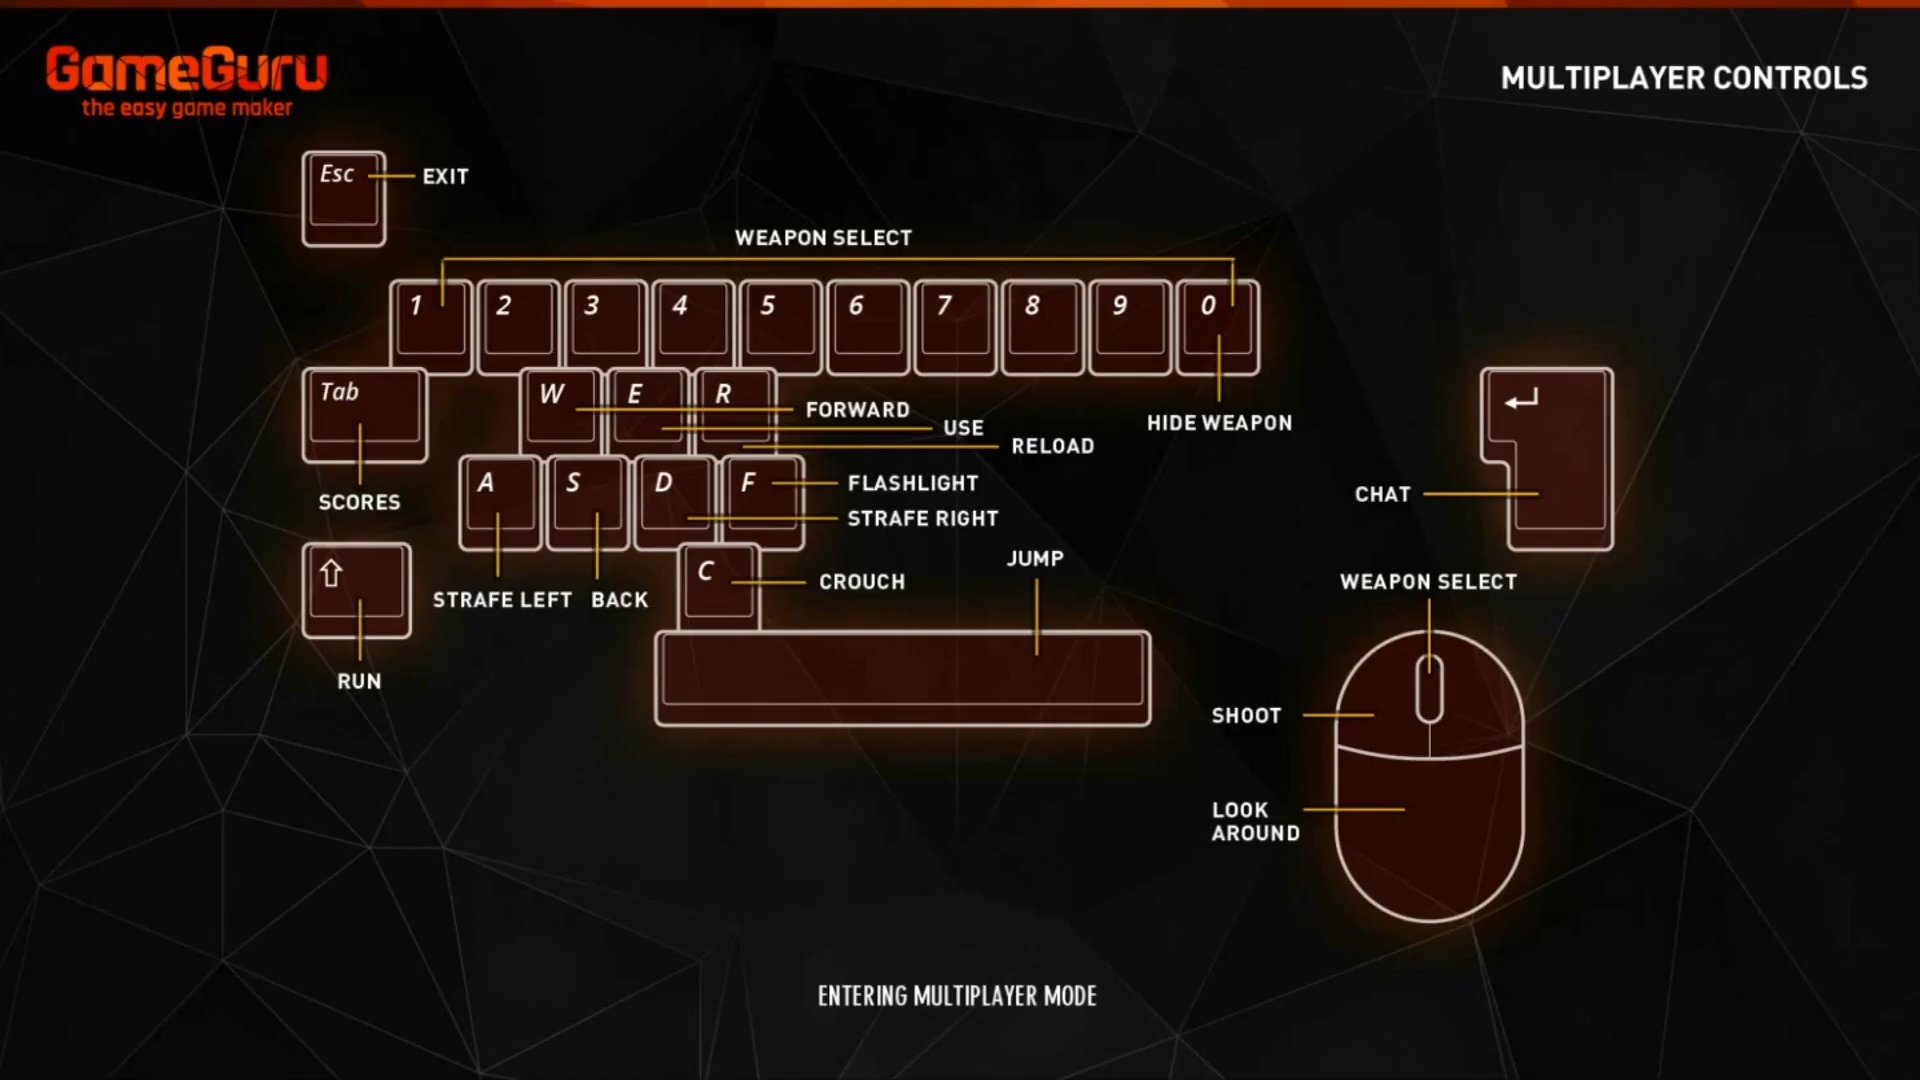 GameGuru
the easy game maker
MULTIPLAYER CONTROLS
Esc
EXIT
WEAPON SELECT
1 2 3 4 5 6 7 8 9 0
HIDE WEAPON
Tab
SCORES
W E R
FORWARD
USE
RELOAD
A S D F
FLASHLIGHT
STRAFE RIGHT
STRAFE LEFT
BACK
C
CROUCH
JUMP
RUN
CHAT
WEAPON SELECT
SHOOT
LOOK
AROUND
ENTERING MULTIPLAYER MODE